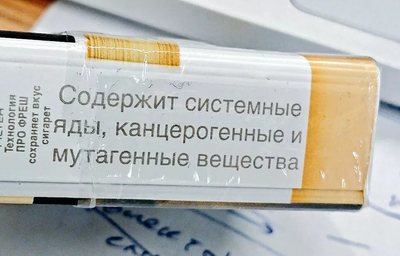 Содержит системные
яды, канцерогенные и
мутагенные вещества
Технология
ПРО ФРЕШ
сохраняет вкус
сигарет